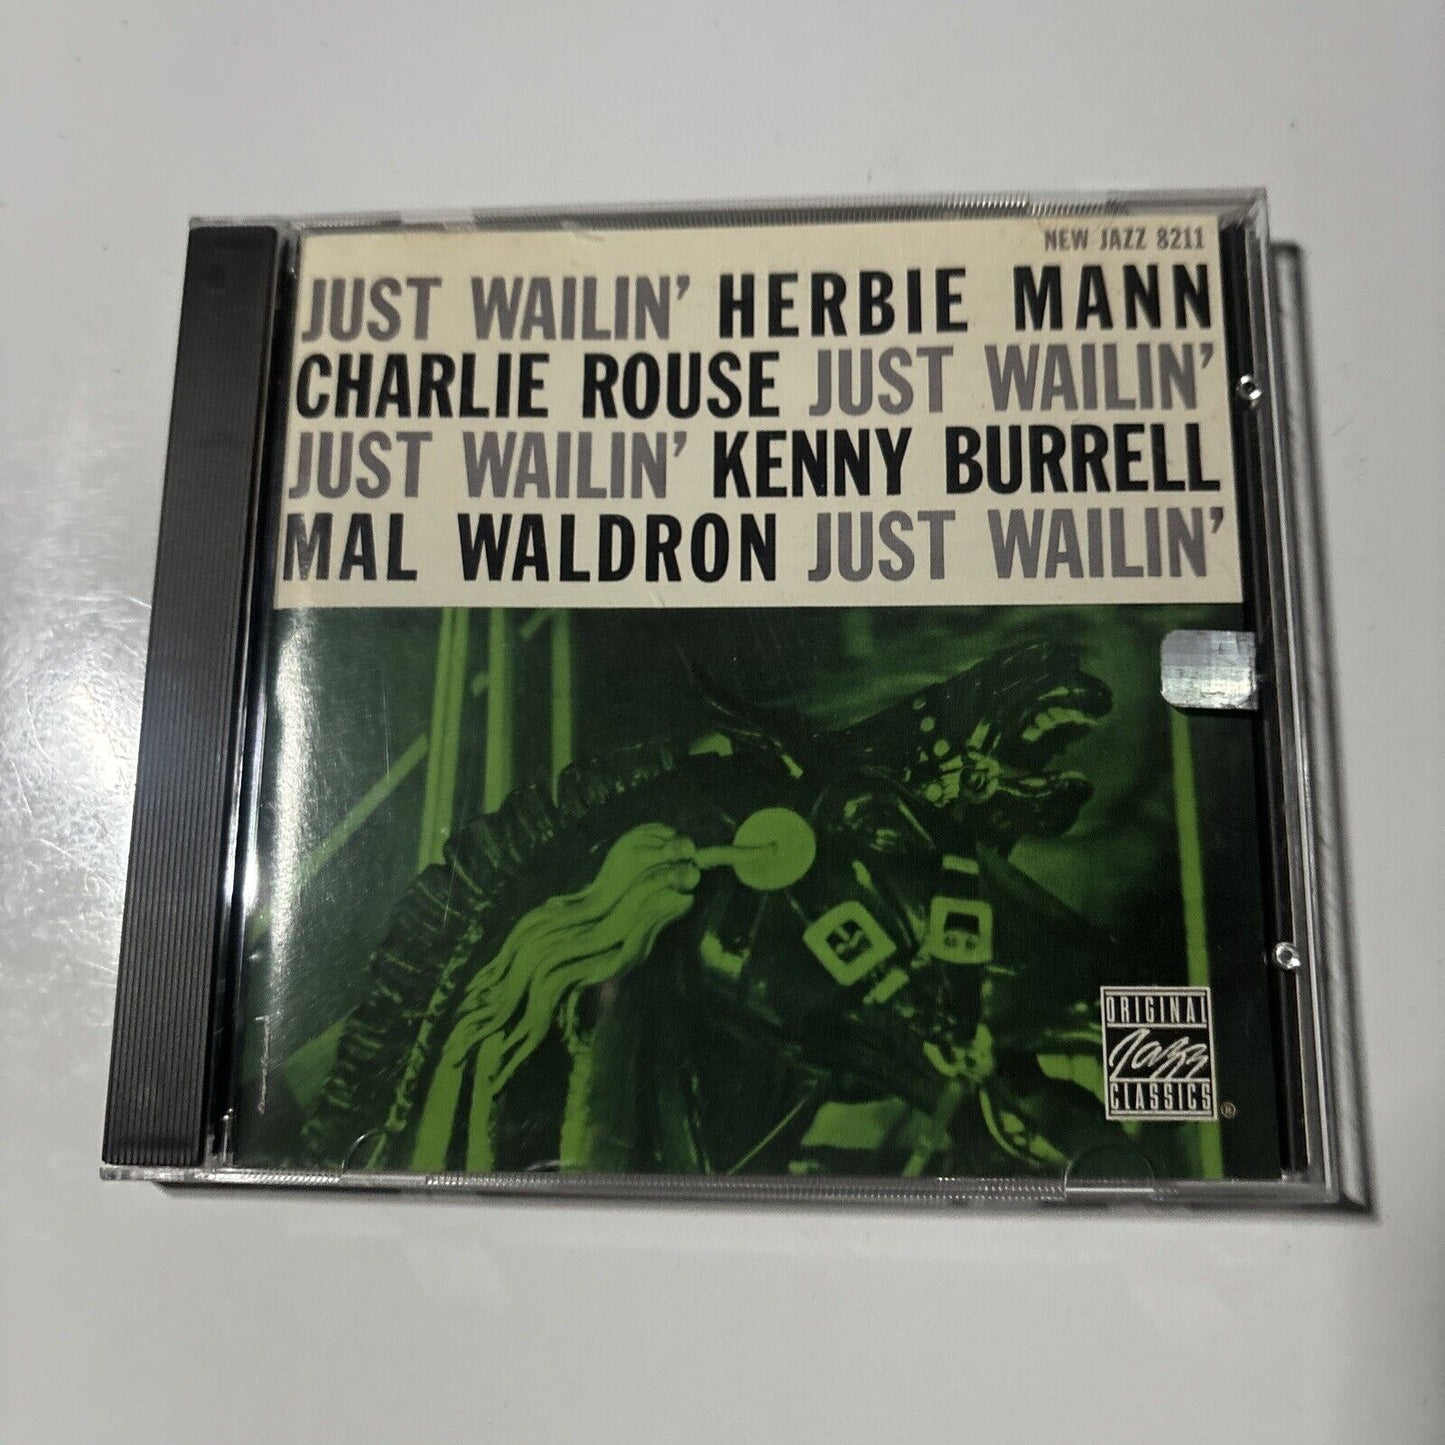 NEW JAZZ 8211
JUST WAILIN' HERBIE MANN
CHARLIE ROUSE JUST WAILIN'
JUST WAILIN' KENNY BURRELL
MAL WALDRON JUST WAILIN'
ORIGINAL
Jazz
CLASSICS®